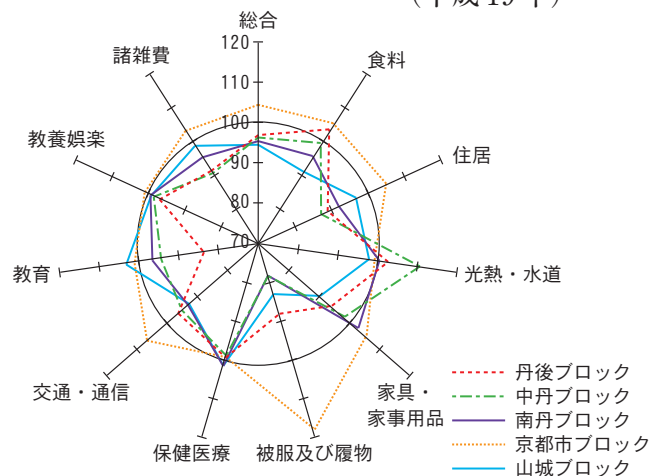 (平成 19 年)
総合
120
110
100
90
80
70
諸雑費
食料
教養娯楽
住居
教育
光熱・水道
交通・通信
家具・
家事用品
保健医療
被服及び履物
丹後ブロック
中丹ブロック
南丹ブロック
京都市ブロック
山城ブロック